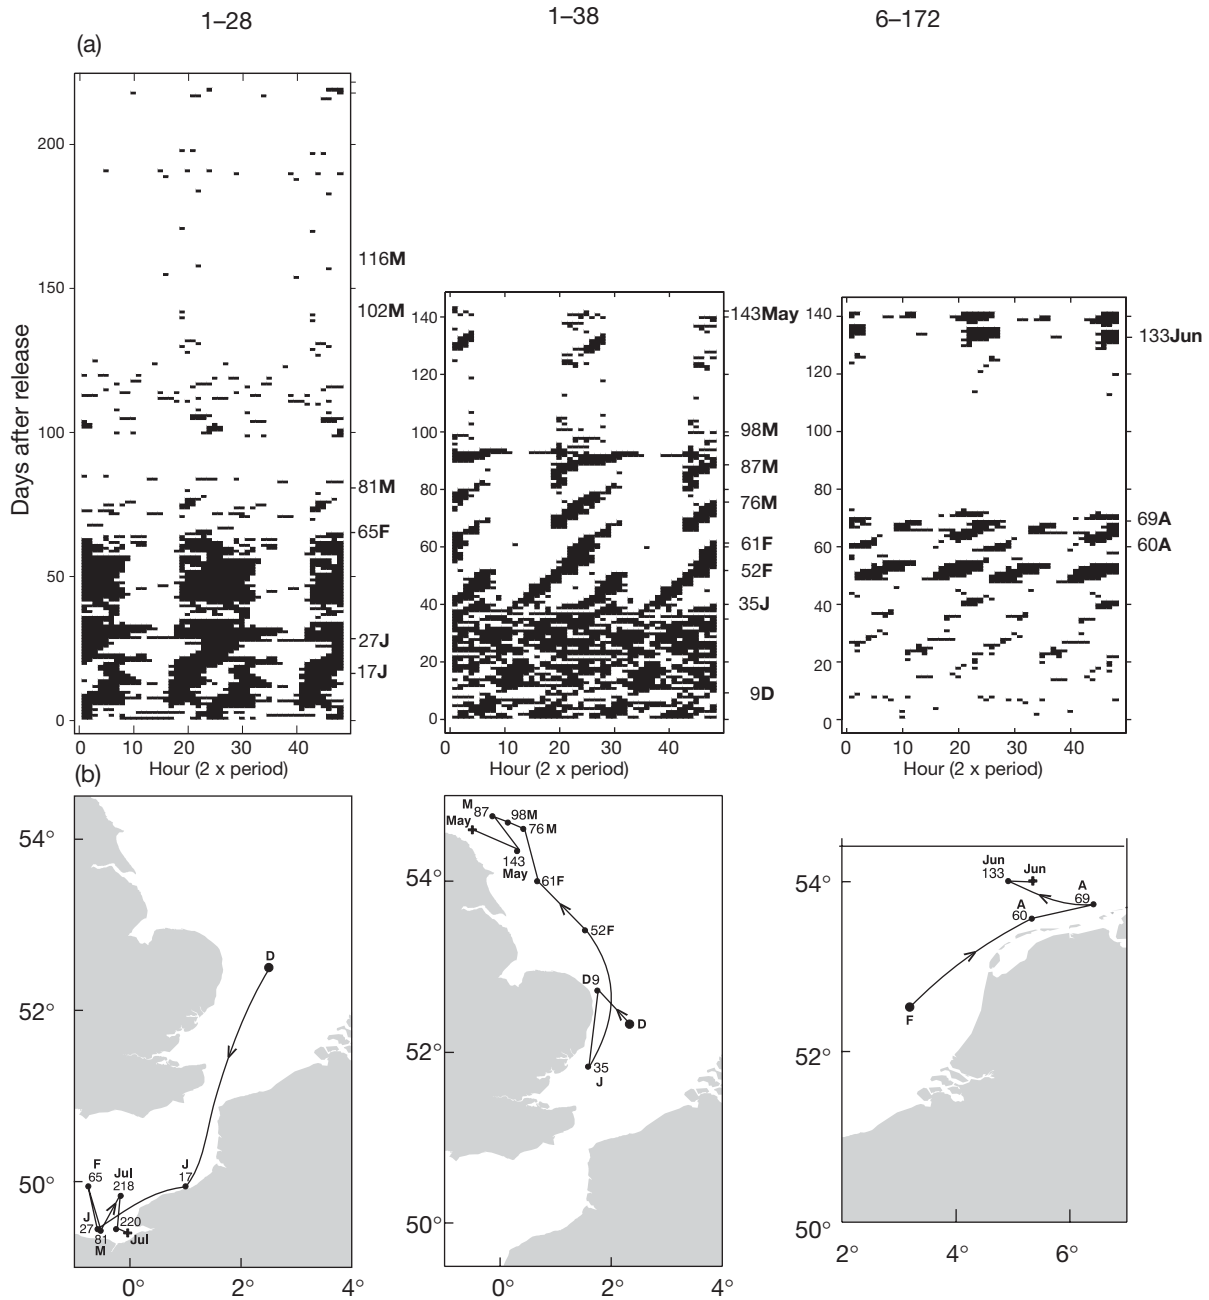 1–28
1–38
6–172
(a)
Days after release
200
150
100
50
0
116M
102M
81M
65F
27J
17J
0
10
20
30
40
Hour (2 x period)
140
120
100
80
60
40
20
0
143May
98M
87M
76M
61F
52F
35J
9D
0
10
20
30
40
Hour (2 x period)
140
120
100
80
60
40
20
0
133Jun
69A
60A
0
10
20
30
40
Hour (2 x period)
(b)
54°
52°
50°
D
F
65
Jul
218
J
17
J
27
81
M
220
Jul
0°
2°
4°
54°
52°
50°
M
87
98M
76M
May
143
May
61F
52F
D9
D
35
J
0°
2°
4°
54°
52°
50°
Jun
133
Jun
A
69
A
60
F
2°
4°
6°